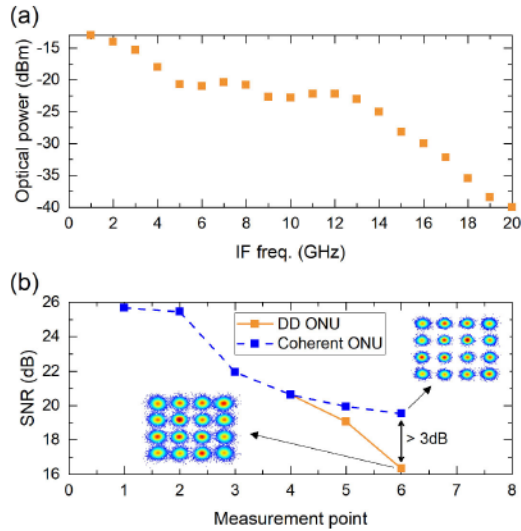 (a)
-15
-20
-25
-30
-35
-40
0 2 4 6 8 10 12 14 16 18 20
Optical power (dBm)
IF freq. (GHz)
(b)
26
24
22
20
18
16
0 1 2 3 4 5 6 7 8
SNR (dB)
DD ONU
Coherent ONU
> 3dB
Measurement point